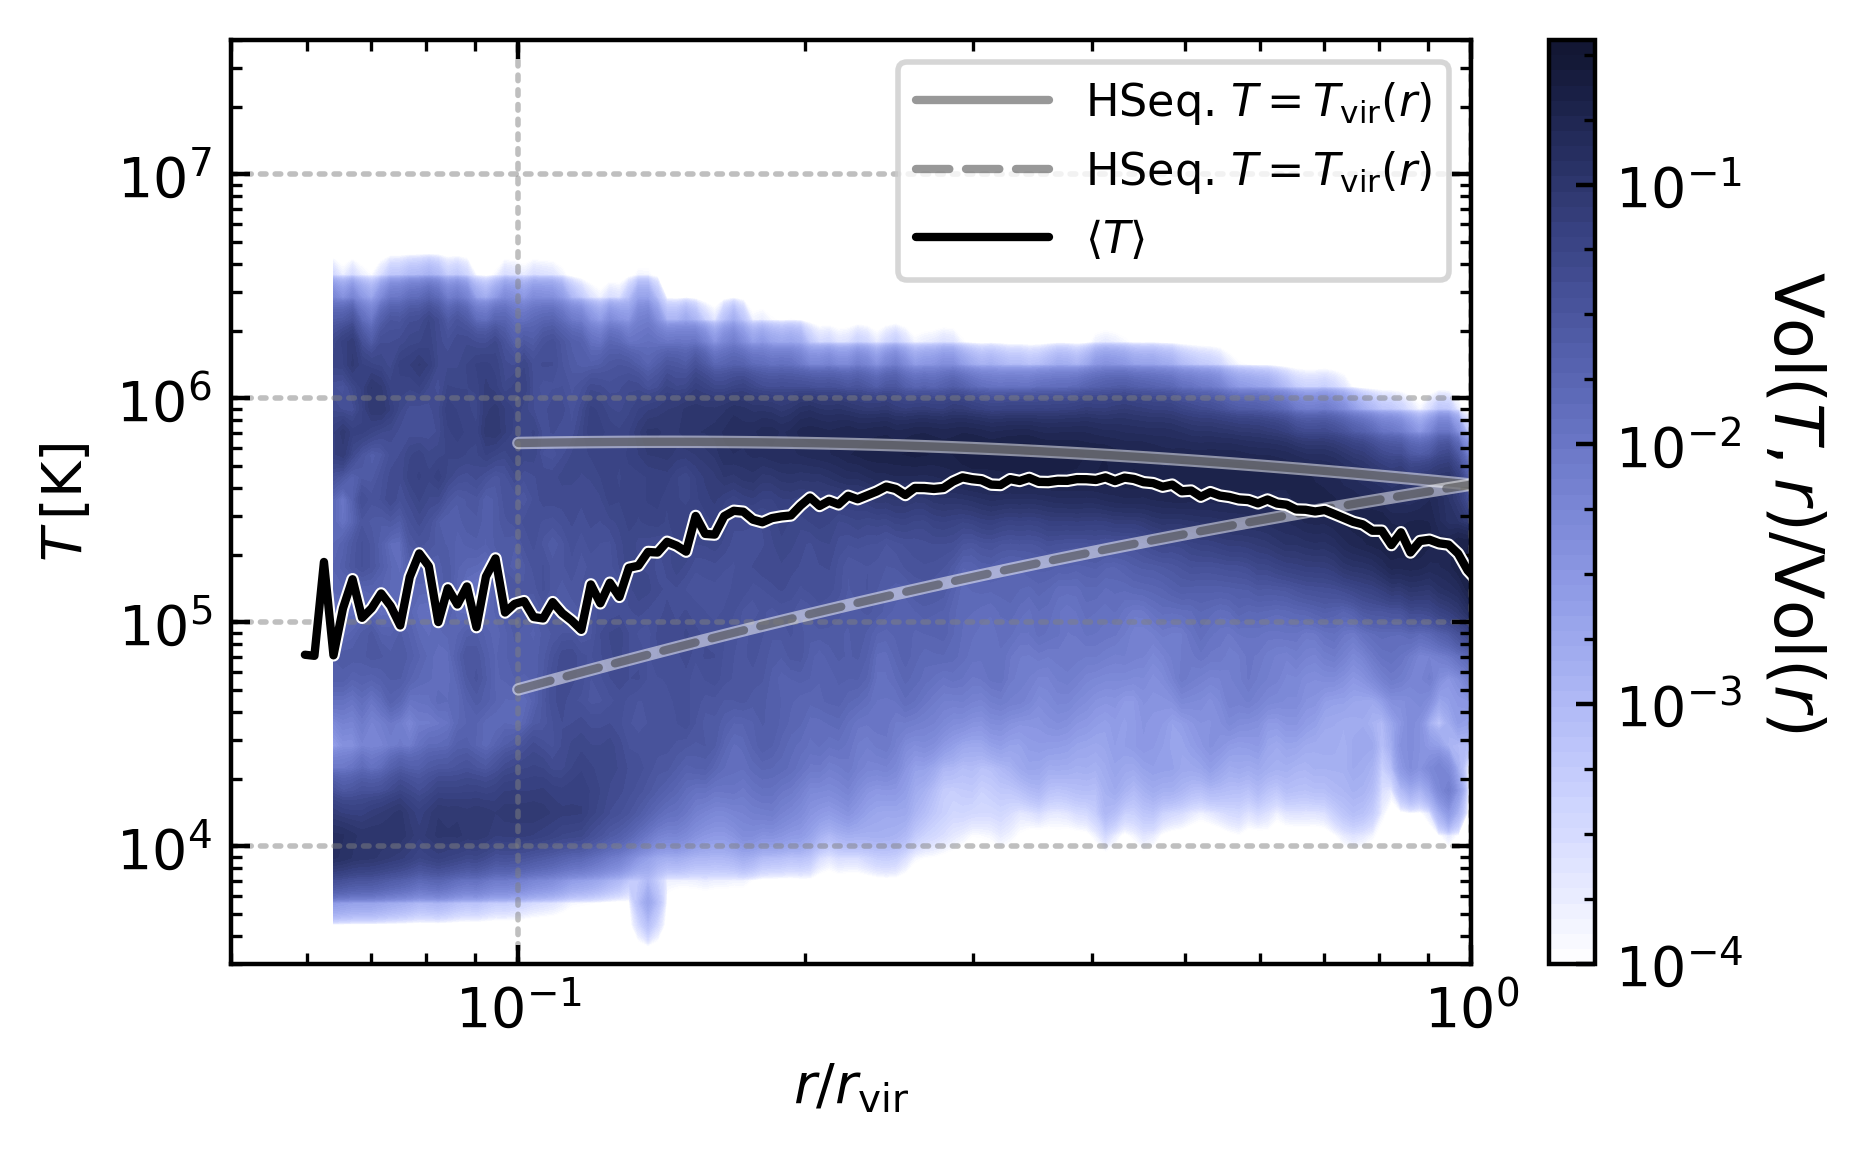 HSeq. T = T_vir(r)
HSeq. T = T_vir(r)
⟨T⟩
10^7
10^6
10^5
10^4
T [K]
10^−1
10^0
r/r_vir
10^−1
10^−2
10^−3
10^−4
Vol(T, r)/Vol(r)